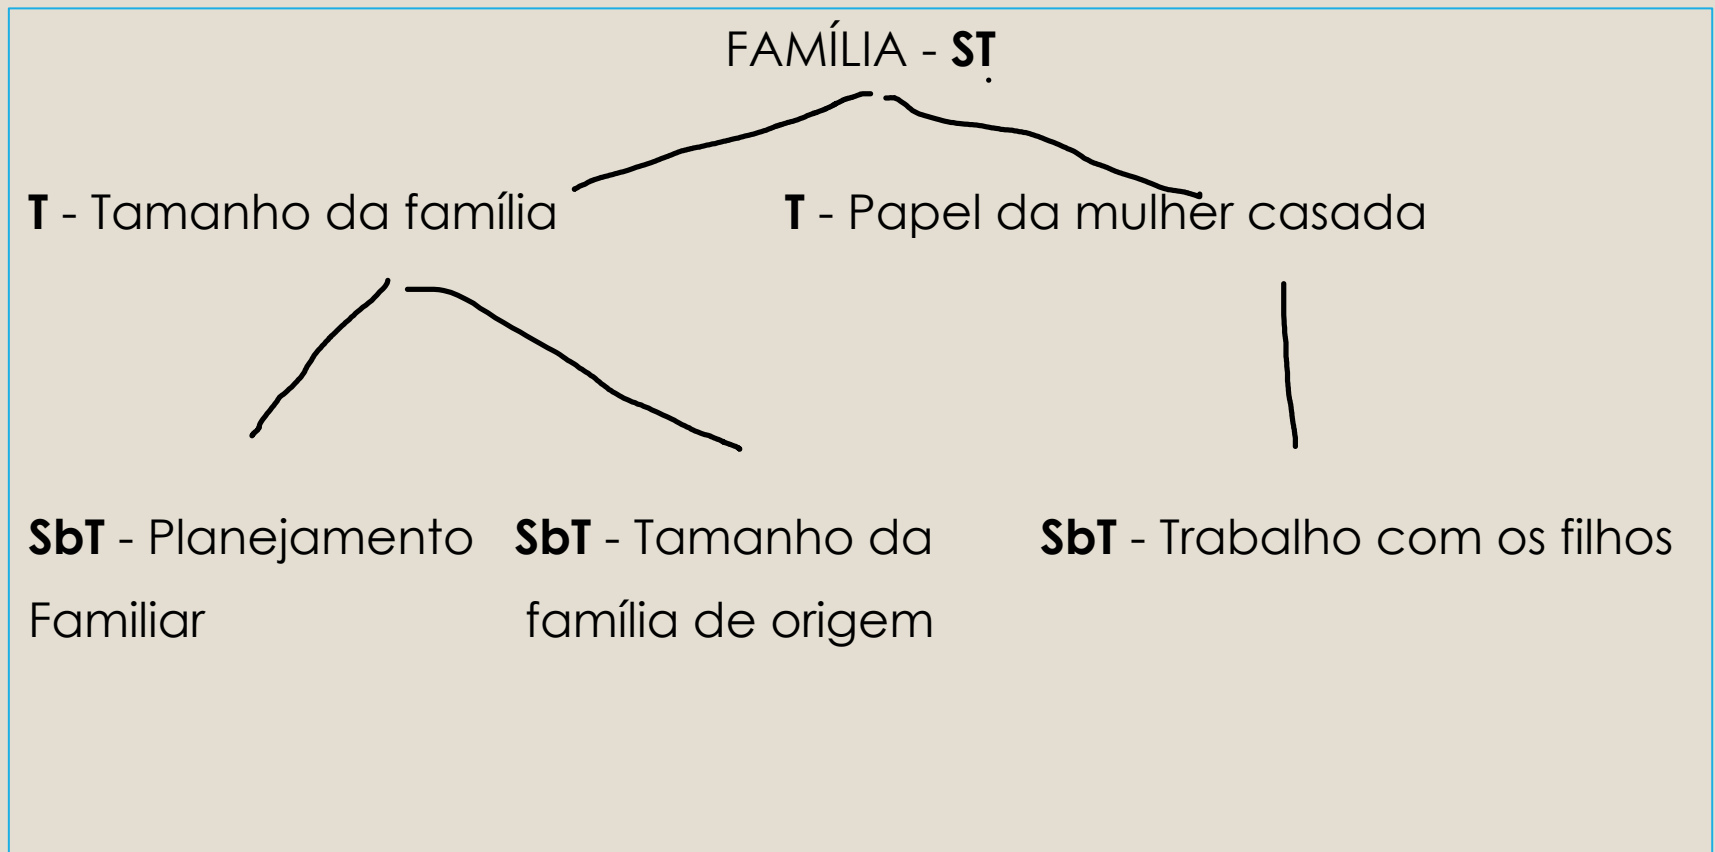 FAMÍLIA - ST
T - Tamanho da família T - Papel da mulher casada
SbT - Planejamento SbT - Tamanho da SbT - Trabalho com os filhos
Familiar família de origem